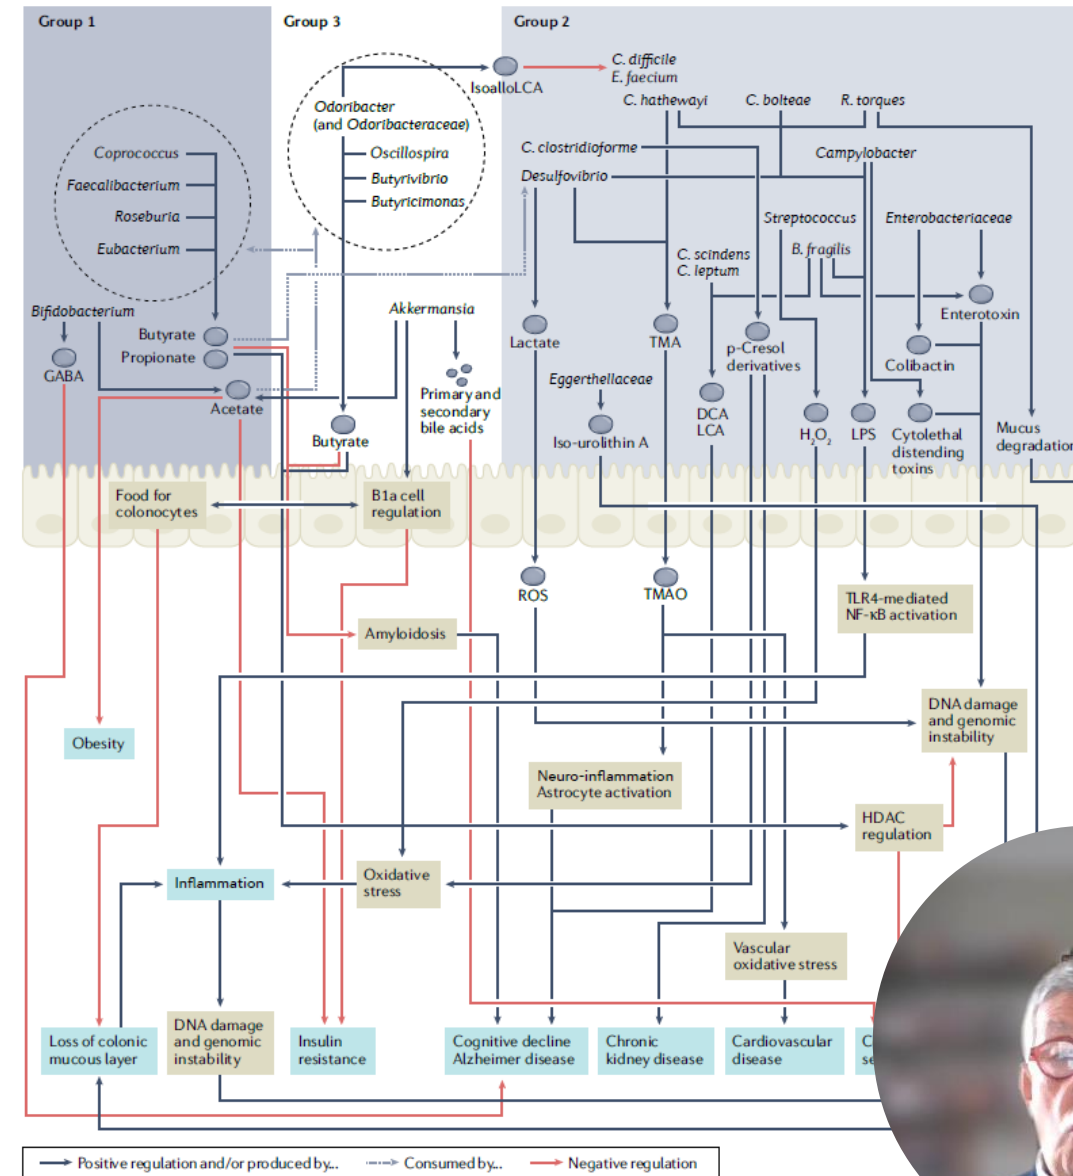 Group 1
Group 3
Group 2
C. difficile
E. faecium
IsoalloLCA
C. hathewayi
C. bolteae
R. torques
Odoribacter
(and Odoribacteraceae)
Coprococcus
Oscillospira
C. clostridioforme
Campylobacter
Faecalibacterium
Butyrivibrio
Desulfovibrio
Roseburia
Butyricimonas
Streptococcus
Enterobacteriaceae
Eubacterium
C. scindens
C. leptum
B. fragilis
Bifidobacterium
Akkermansia
Enterotoxin
Butyrate
Propionate
GABA
Lactate
TMA
p-Cresol
derivatives
Colibactin
Acetate
Primary and
secondary
bile acids
Eggerthellaceae
Butyrate
Iso-urolithin A
DCA
LCA
H₂O₂
LPS
Cytolethal
distending
toxins
Mucus
degradation
Food for
colonocytes
B1a cell
regulation
ROS
TMAO
TLR4-mediated
NF-κB activation
Amyloidosis
Obesity
DNA damage
and genomic
instability
Neuro-inflammation
Astrocyte activation
HDAC
regulation
Inflammation
Oxidative
stress
Vascular
oxidative stress
Loss of colonic
mucous layer
DNA damage
and genomic
instability
Insulin
resistance
Cognitive decline
Alzheimer disease
Chronic
kidney disease
Cardiovascular
disease
Positive regulation and/or produced by...
Consumed by...
Negative regulation